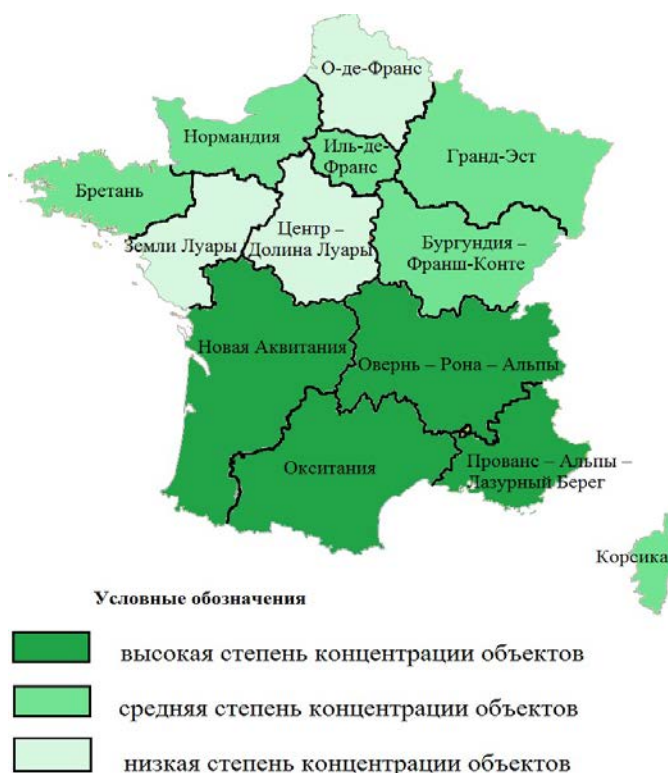 О-де-Франс
Нормандия
Иль-де-
Франс
Гранд-Эст
Бретань
Земли Луары
Центр –
Долина Луары
Бургундия –
Франш-Конте
Новая Аквитания
Овернь – Рона – Альпы
Окситания
Прованс – Альпы –
Лазурный Берег
Корсика
Условные обозначения
высокая степень концентрации объектов
средняя степень концентрации объектов
низкая степень концентрации объектов